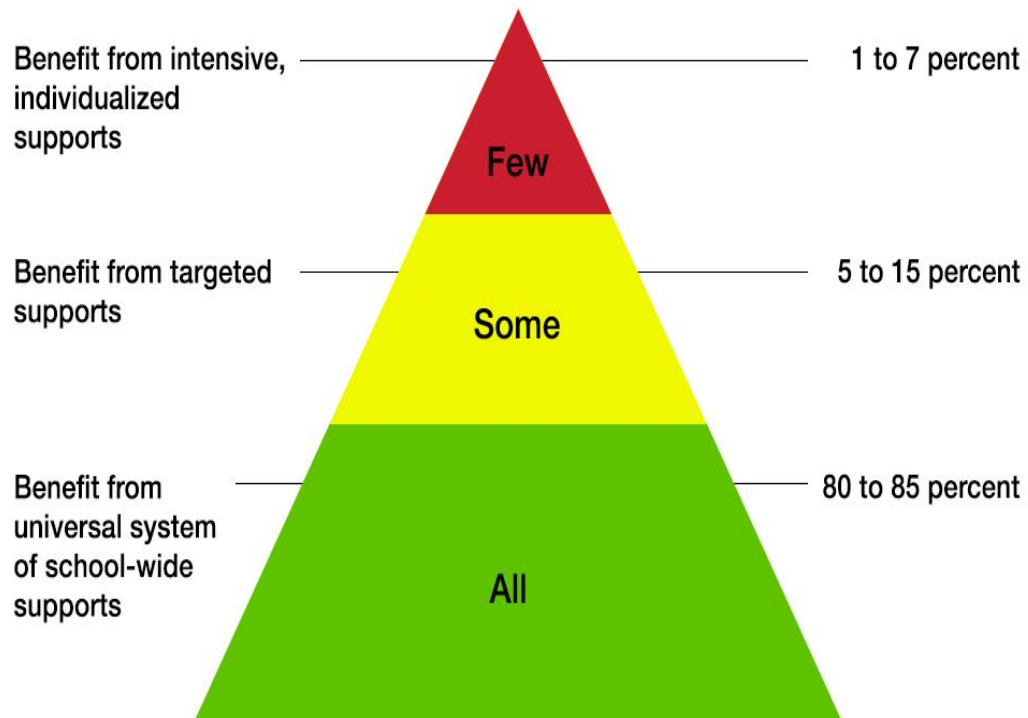 Benefit from intensive,
individualized
supports
1 to 7 percent
Few
Benefit from targeted
supports
5 to 15 percent
Some
Benefit from
universal system
of school-wide
supports
80 to 85 percent
All